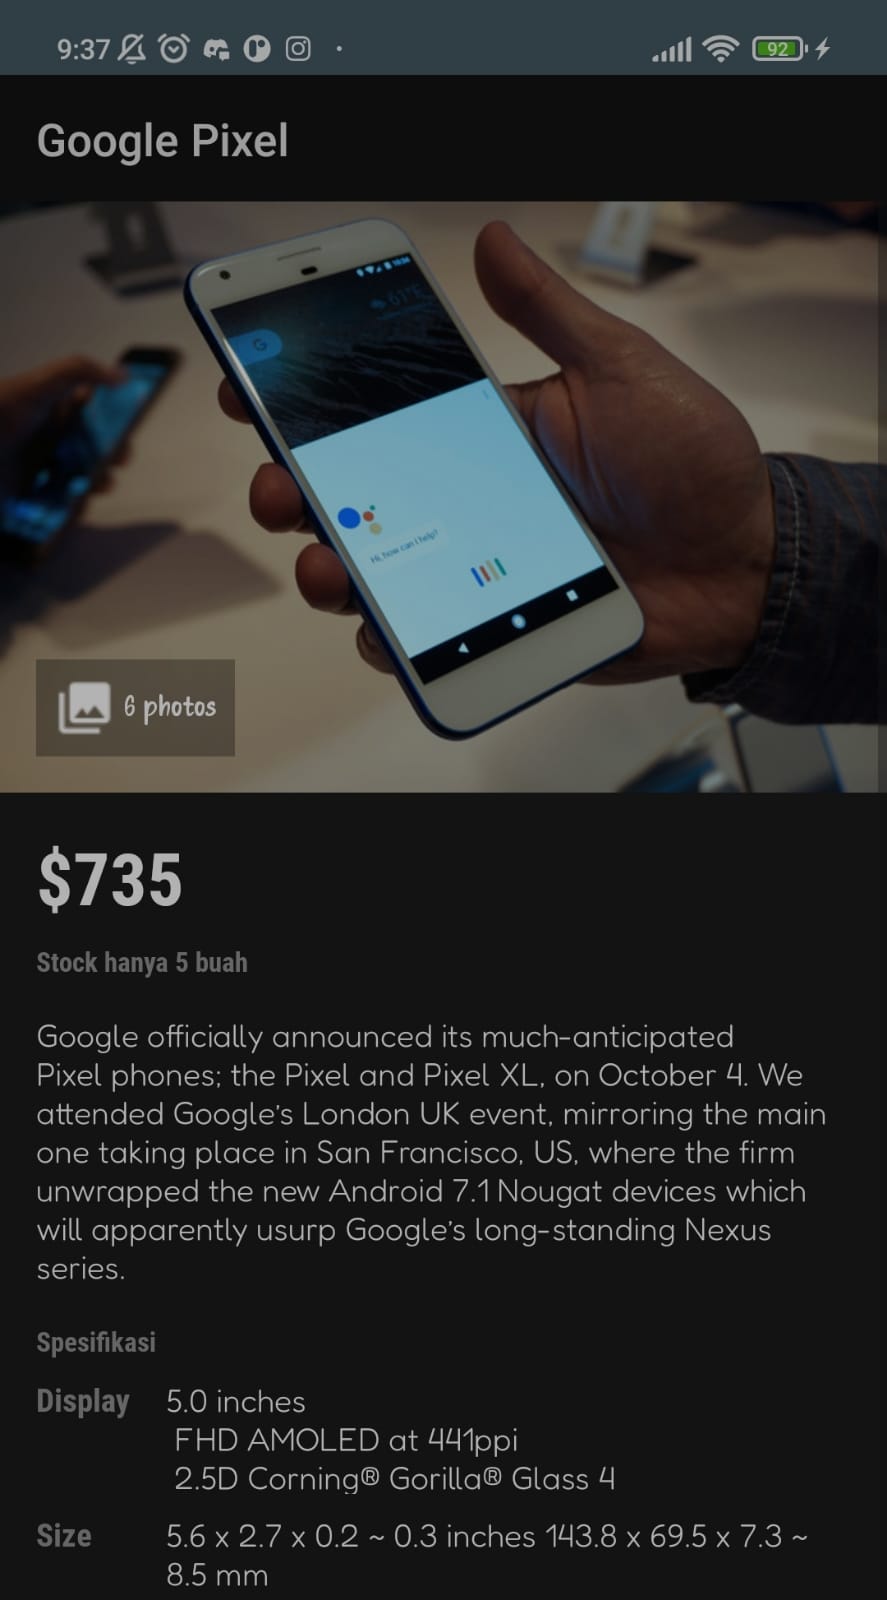 9:37
92
Google Pixel
61°F
G
Hi, how can I help?
6 photos
$735
Stock hanya 5 buah
Google officially announced its much-anticipated
Pixel phones; the Pixel and Pixel XL, on October 4. We
attended Google's London UK event, mirroring the main
one taking place in San Francisco, US, where the firm
unwrapped the new Android 7.1 Nougat devices which
will apparently usurp Google's long-standing Nexus
series.
Spesifikasi
Display 5.0 inches
FHD AMOLED at 441ppi
2.5D Corning® Gorilla® Glass 4
Size 5.6 x 2.7 x 0.2 ~ 0.3 inches 143.8 x 69.5 x 7.3 ~
8.5 mm